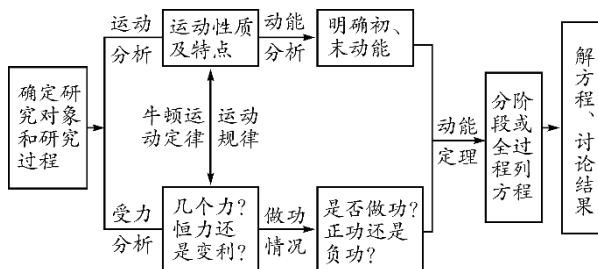 确定研
究对象
和研究
过程
运动
分析
运动性质
及特点
动能
分析
明确初、
末动能
牛顿运
动定律
运动
规律
受力
分析
几个力？
恒力还
是变利？
做功
情况
是否做功？
正功还是
负功？
动能
定理
分阶
段或
全过
程列
方程
解方程、讨论结果